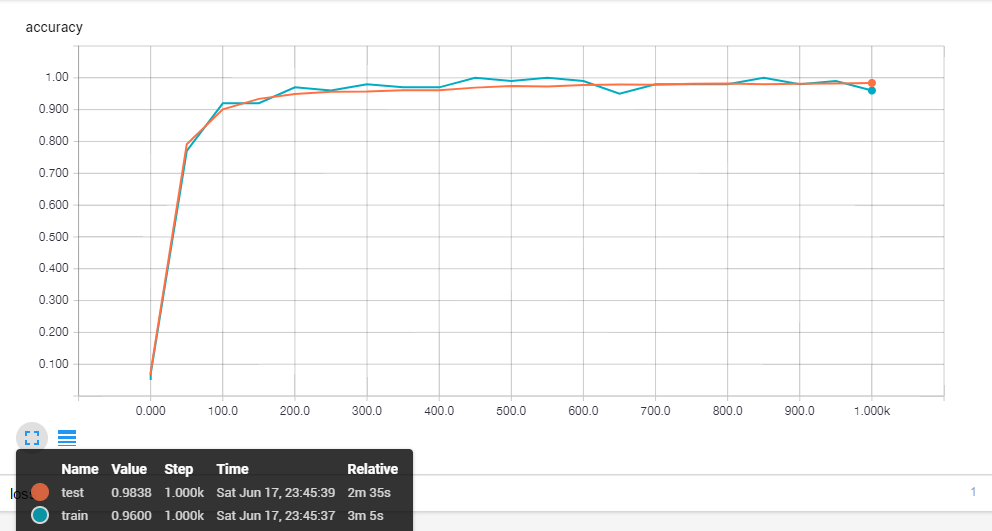 accuracy
1.00
0.900
0.800
0.700
0.600
0.500
0.400
0.300
0.200
0.100
0.000 100.0 200.0 300.0 400.0 500.0 600.0 700.0 800.0 900.0 1.000k
Name Value Step Time Relative
test 0.9838 1.000k Sat Jun 17, 23:45:39 2m 35s
train 0.9600 1.000k Sat Jun 17, 23:45:37 3m 5s
1